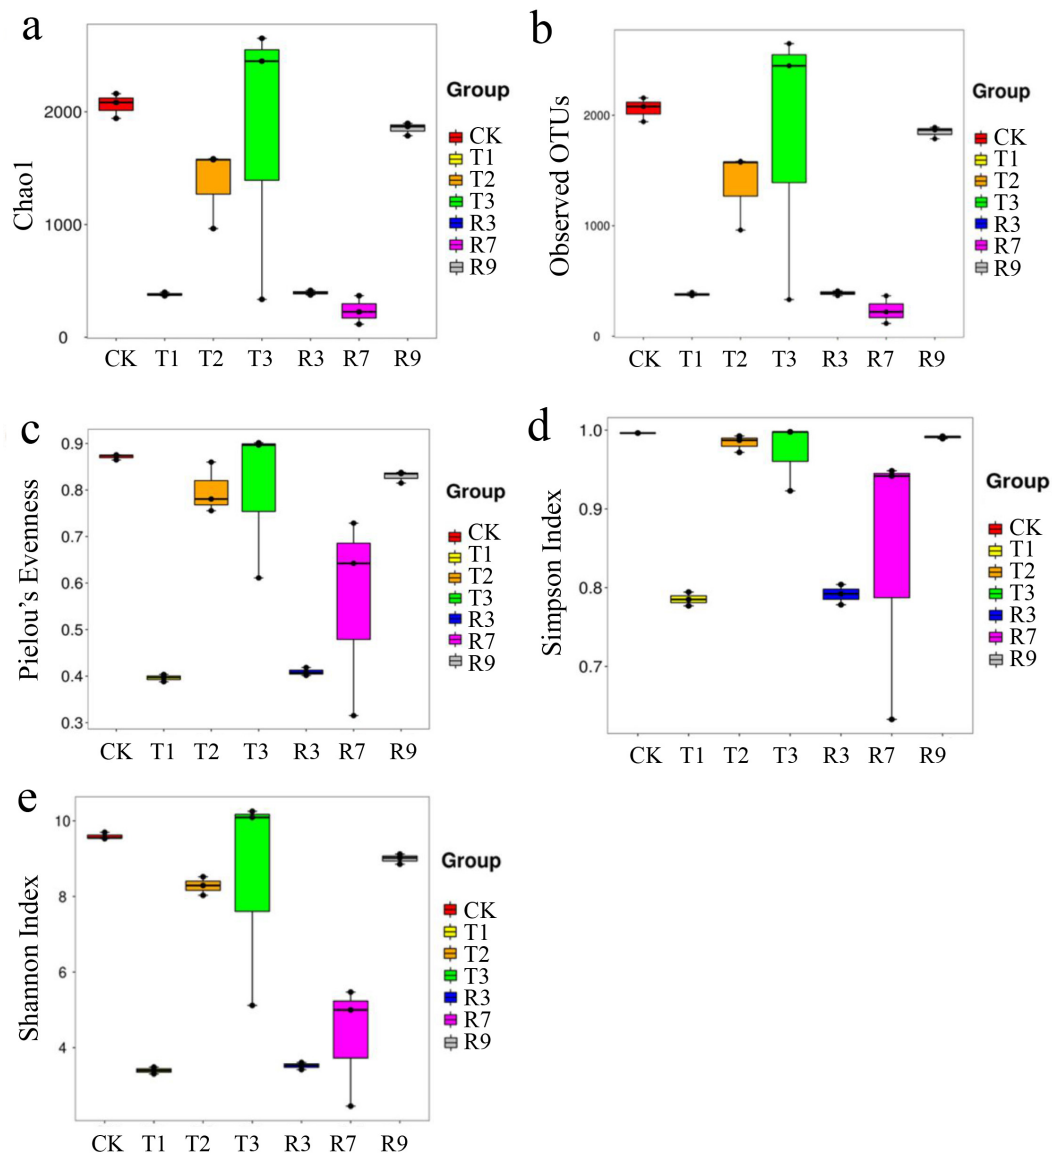 a
Chao1
2000
1000
0
CK T1 T2 T3 R3 R7 R9
Group
CK
T1
T2
T3
R3
R7
R9
b
Observed OTUs
2000
1000
0
CK T1 T2 T3 R3 R7 R9
Group
CK
T1
T2
T3
R3
R7
R9
c
Pielou’s Evenness
0.9
0.8
0.7
0.6
0.5
0.4
0.3
CK T1 T2 T3 R3 R7 R9
Group
CK
T1
T2
T3
R3
R7
R9
d
Simpson Index
1.0
0.9
0.8
0.7
CK T1 T2 T3 R3 R7 R9
Group
CK
T1
T2
T3
R3
R7
R9
e
Shannon Index
10
8
6
4
CK T1 T2 T3 R3 R7 R9
Group
CK
T1
T2
T3
R3
R7
R9